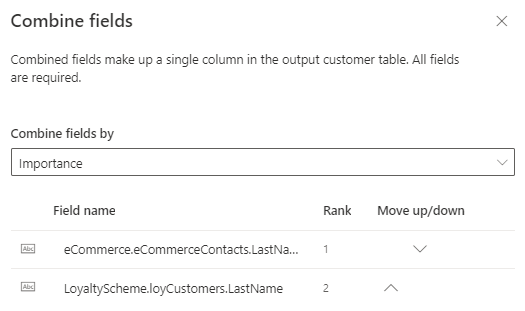 Combine fields
Combined fields make up a single column in the output customer table. All fields
are required.
Combine fields by
Importance
Field name Rank Move up/down
Abc eCommerce.eCommerceContacts.LastNa... 1
Abc LoyaltyScheme.loyCustomers.LastName 2